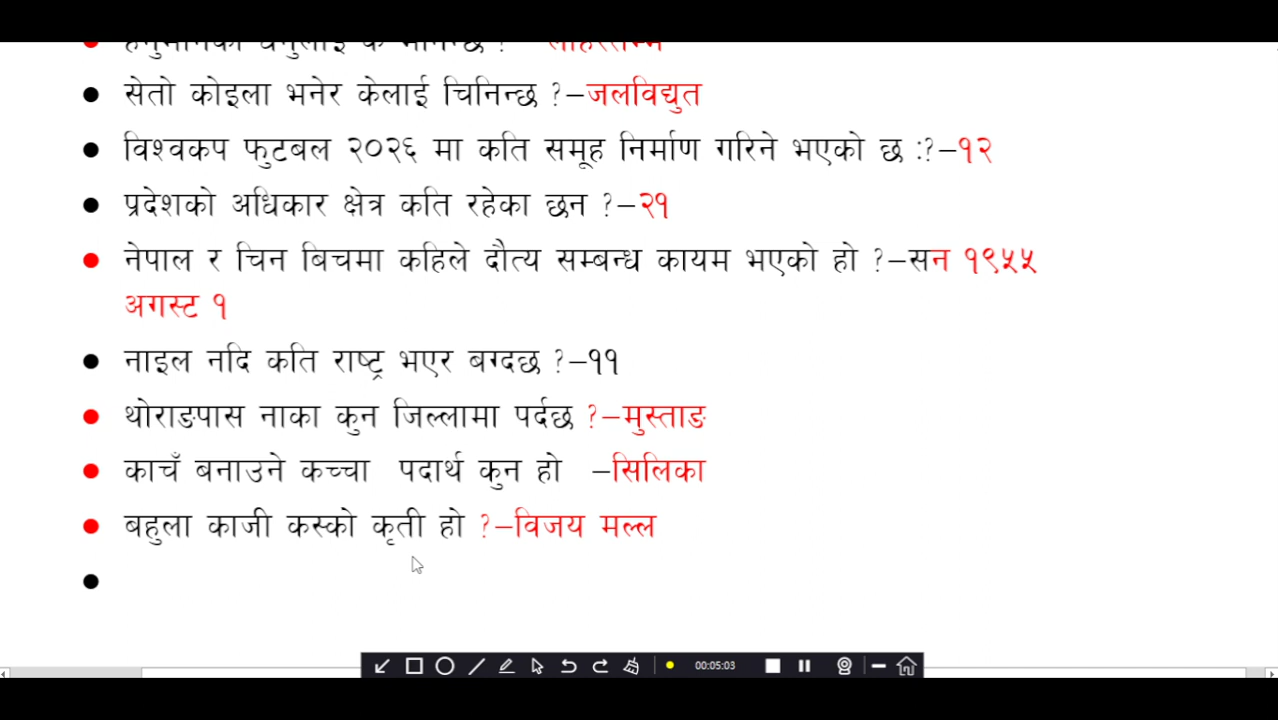 सेतो कोइला भनेर केलाई चिनिन्छ ?–जलविद्युत
विश्वकप फुटबल २०२६ मा कति समूह निर्माण गरिने भएको छ :?–१२
प्रदेशको अधिकार क्षेत्र कति रहेका छन ?–२१
नेपाल र चिन बिचमा कहिले दौत्य सम्बन्ध कायम भएको हो ?–सन १९५५
अगस्ट १
नाइल नदि कति राष्ट्र भएर बग्दछ ?–११
थोराङपास नाका कुन जिल्लामा पर्दछ ?–मुस्ताङ
काचँ बनाउने कच्चा पदार्थ कुन हो –सिलिका
बहुला काजी कस्को कृती हो ?–विजय मल्ल
00:05:03